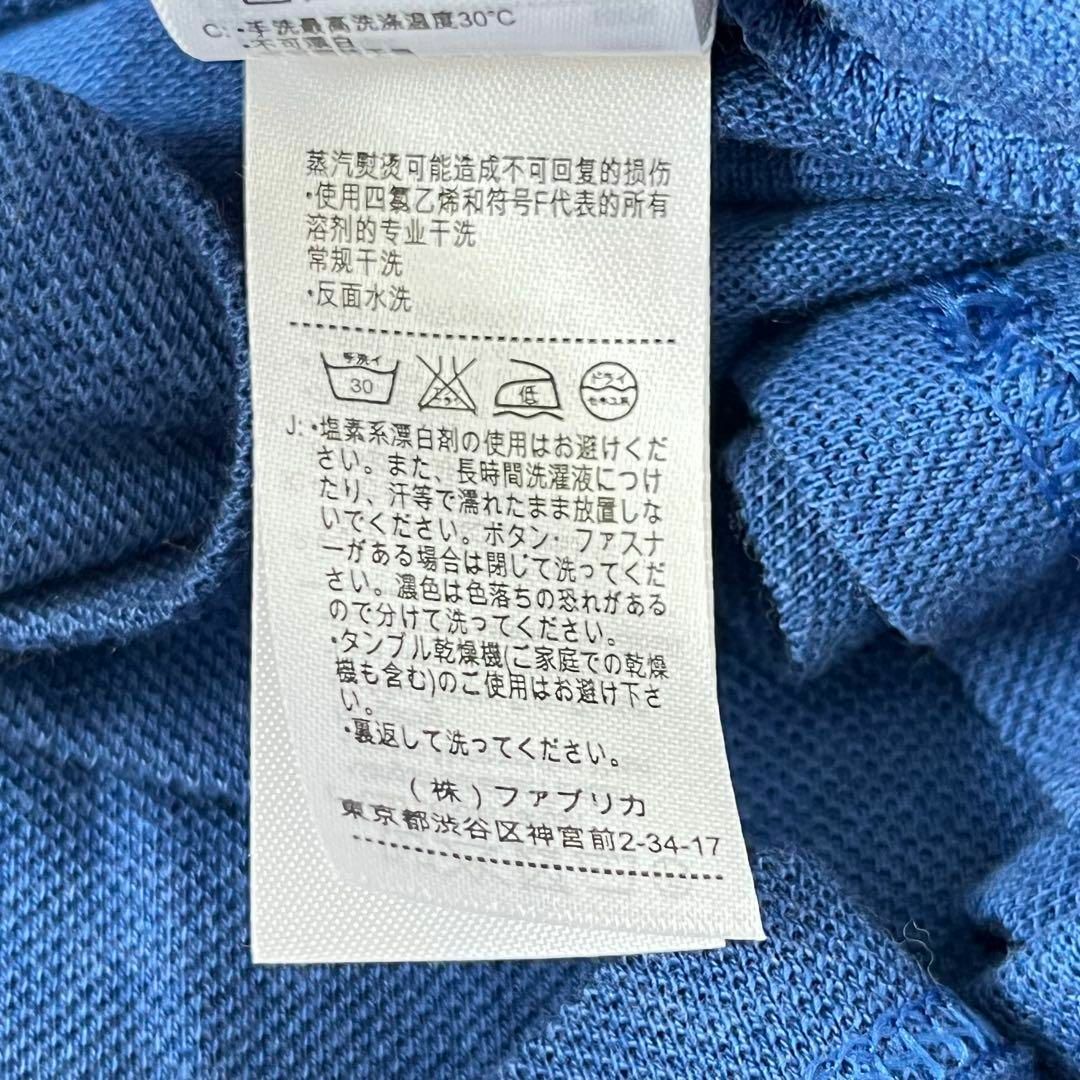 C: •手洗最高洗涤温度30°C
•不可漂白
蒸汽熨烫可能造成不可回复的损伤
•使用四氯乙烯和符号F代表的所有
溶剂的专业干洗
常规干洗
•反面水洗
手洗イ
30
エンソ
低
ドライ
セキユ系
J:•塩素系漂白剤の使用はお避けくだ
さい。また、長時間洗濯液につけ
たり、汗等で濡れたまま放置しな
いでください。ボタン・ファスナ
ーがある場合は閉じて洗ってくだ
さい。濃色は色落ちの恐れがある
ので分けて洗ってください。
•タンブル乾燥機(ご家庭での乾燥
機も含む)のご使用はお避け下さ
い。
•裏返して洗ってください。
(株)ファブリカ
東京都渋谷区神宮前2-34-17